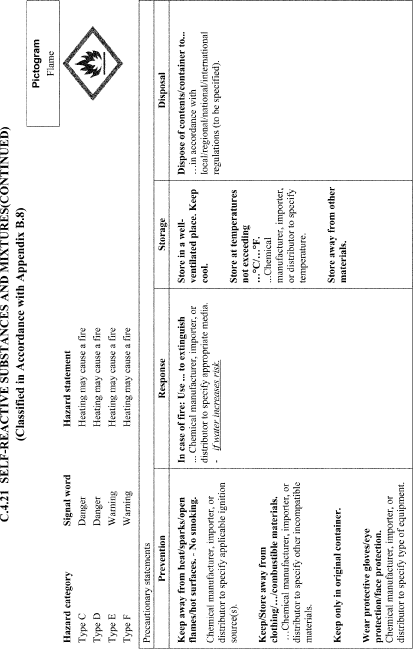 C.4.21 SELF-REACTIVE SUBSTANCES AND MIXTURES(CONTINUED)
(Classified in Accordance with Appendix B.8)
Pictogram
Flame
Hazard category Signal word Hazard statement
Type C Danger Heating may cause a fire
Type D Danger Heating may cause a fire
Type E Warning Heating may cause a fire
Type F Warning Heating may cause a fire
Precautionary statements
Prevention
Keep away from heat/sparks/open
flames/hot surfaces. - No smoking.
Chemical manufacturer, importer, or
distributor to specify applicable ignition
source(s).
Keep/Store away from
clothing/…/combustible materials.
…Chemical manufacturer, importer, or
distributor to specify other incompatible
materials.
Keep only in original container.
Wear protective gloves/eye
protection/face protection.
Chemical manufacturer, importer, or
distributor to specify type of equipment.
Response
In case of fire: Use ... to extinguish
... Chemical manufacturer, importer, or
distributor to specify appropriate media.
- if water increases risk.
Storage
Store in a well-
ventilated place. Keep
cool.
Store at temperatures
not exceeding
…°C/…°F.
...Chemical
manufacturer, importer,
or distributor to specify
temperature.
Store away from other
materials.
Disposal
Dispose of contents/container to...
…in accordance with
local/regional/national/international
regulations (to be specified).